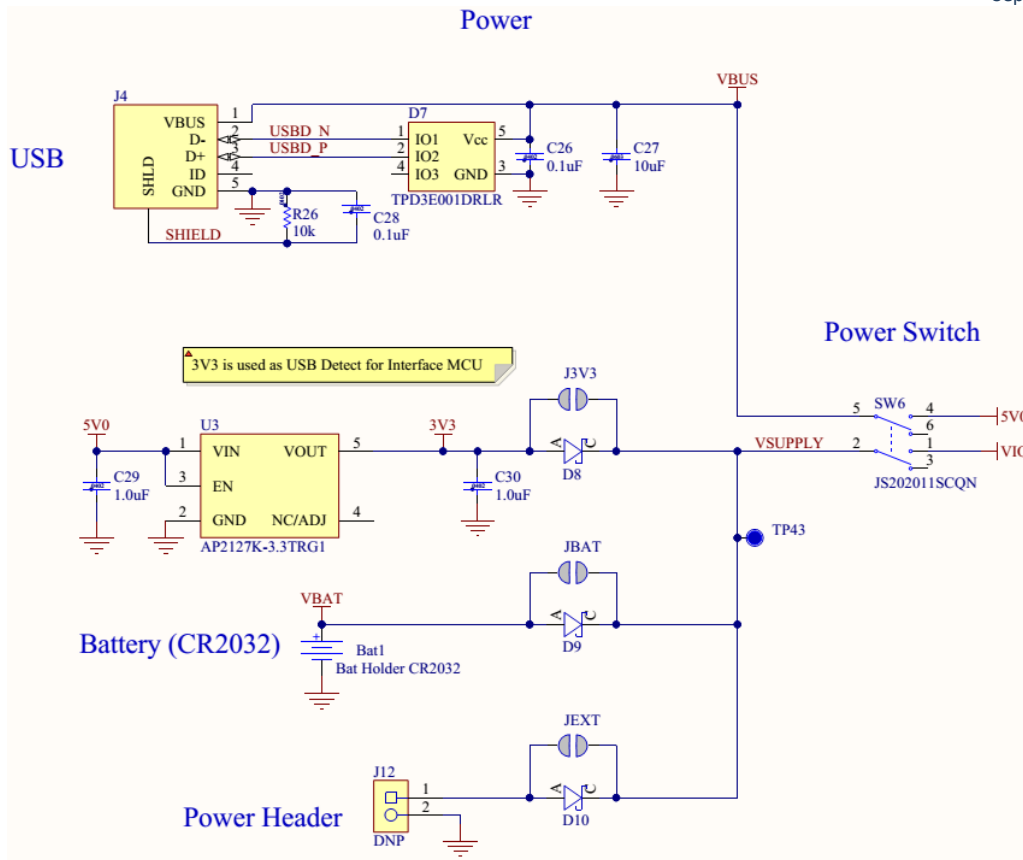 Power
VBUS
J4
D7
VBUS 1
D- 2
USBD_N
1 IO1 Vcc 5
USB
D+ 3
USBD_P
2 IO2
C26
0.1uF
C27
10uF
ID 4
4 IO3 GND 3
SHLD
GND 5
TPD3E001DRLR
R26
10k
C28
0.1uF
SHIELD
Power Switch
3V3 is used as USB Detect for Interface MCU
J3V3
5 SW6 4
5V0
6
5V0
U3
3V3
1 VIN VOUT 5
A C
VSUPPLY
2 1
3
D8
JS202011SCQN
C29
1.0uF
3 EN
C30
1.0uF
2 GND NC/ADJ 4
AP2127K-3.3TRG1
TP43
JBAT
VBAT
A C
D9
Battery (CR2032)
+
Bat1
Bat Holder CR2032
JEXT
J12
1
A C
2
D10
Power Header
DNP